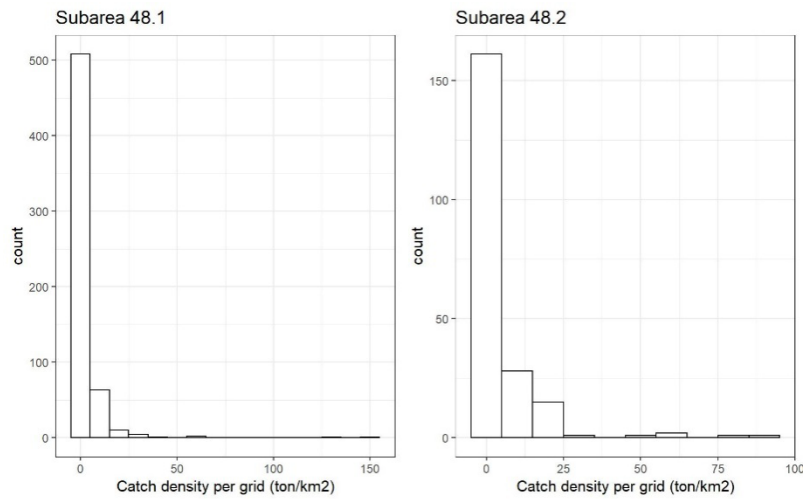 Subarea 48.1
500
400
300
200
100
0
count
0 50 100 150
Catch density per grid (ton/km2)
Subarea 48.2
150
100
50
0
count
0 25 50 75 100
Catch density per grid (ton/km2)